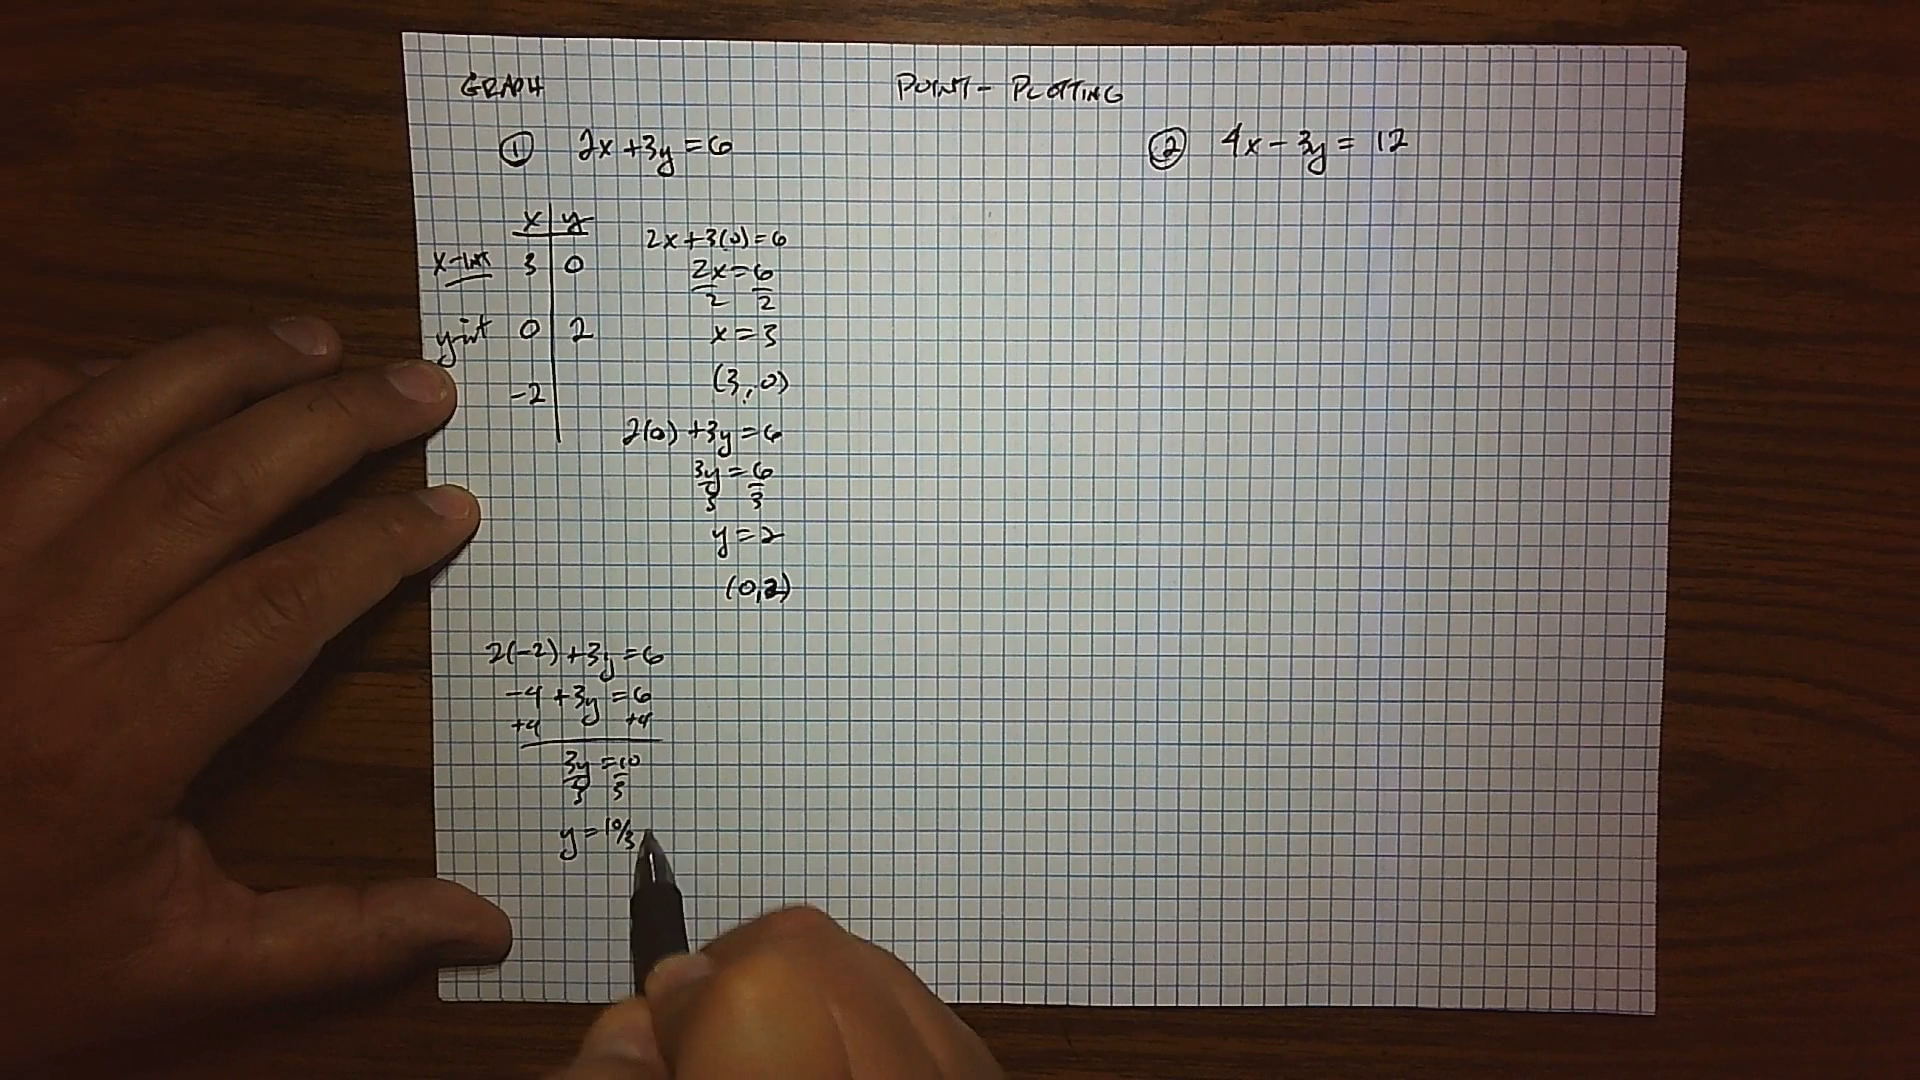 GRAPH
POINT-PLOTTING
① 2x+3y=6
② 4x-3y=12
x | y
x-int 3 | 0
y-int 0 | 2
-2 |
2x+3(0)=6
2x=6
2 2
x=3
(3,0)
2(0)+3y=6
3y=6
3 3
y=2
(0,2)
2(-2)+3y=6
-4+3y=6
+4 +4
3y=10
3 3
y=10/3